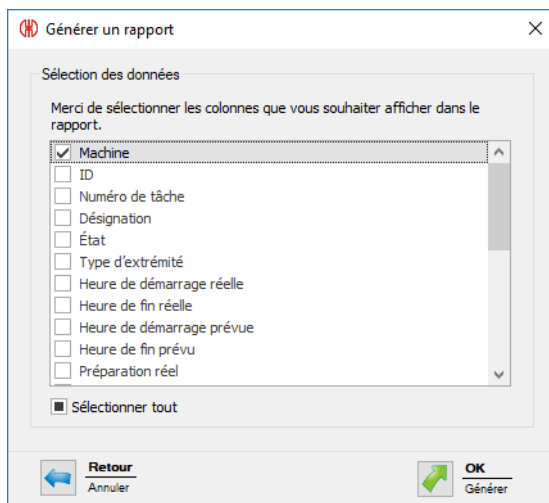 Générer un rapport
Sélection des données
Merci de sélectionner les colonnes que vous souhaiter afficher dans le
rapport.
Machine
ID
Numéro de tâche
Désignation
État
Type d'extrémité
Heure de démarrage réelle
Heure de fin réelle
Heure de démarrage prévue
Heure de fin prévu
Préparation réel
Sélectionner tout
Retour
Annuler
OK
Générer